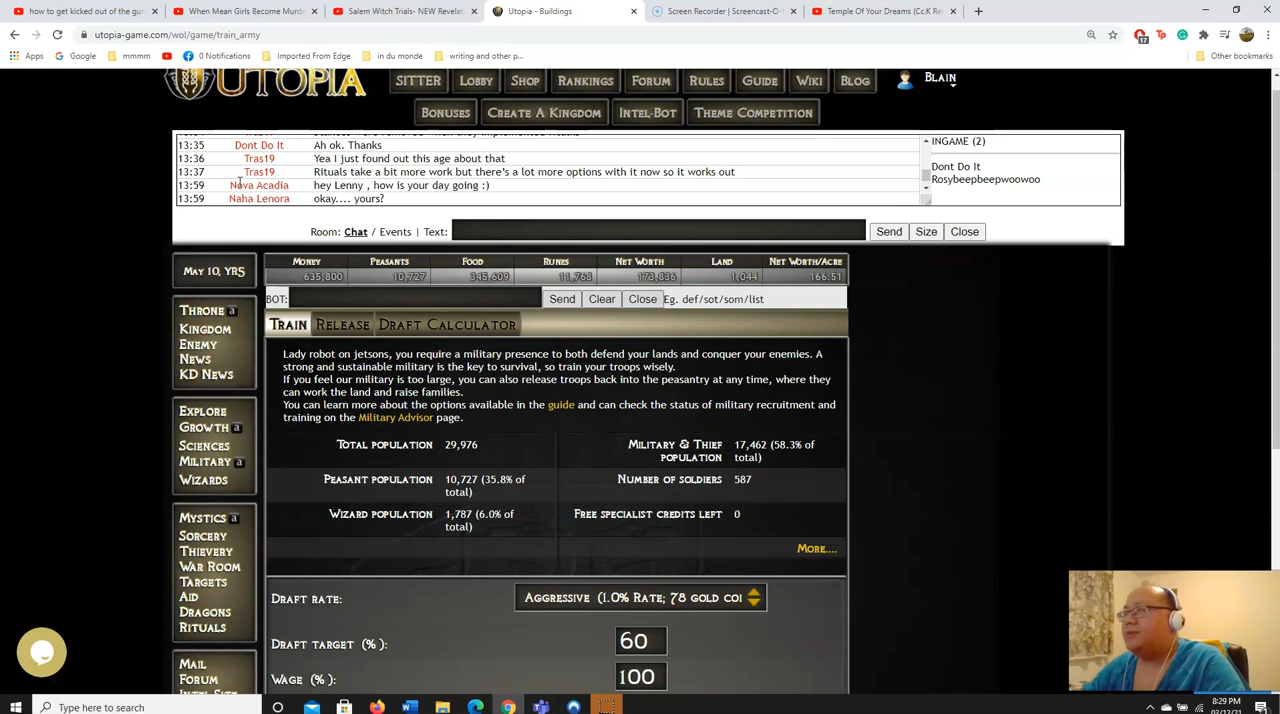 how to get kicked out of the gu
When Mean Girls Become Murde
Salem Witch Trials- NEW Revelat
Utopia - Buildings
Screen Recorder | Screencast-O-
Temple Of Your Dreams (Cc.K Re
utopia-game.com/wol/game/train_army
17
Apps
Google
mmmm
0 Notifications
Imported From Edge
in du monde
writing and other p...
Other bookmarks
UTOPIA
SITTER
LOBBY
SHOP
RANKINGS
FORUM
RULES
GUIDE
WIKI
BLOG
BLAIN
BONUSES
CREATE A KINGDOM
INTEL-BOT
THEME COMPETITION
13:35 Dont Do It Ah ok. Thanks
13:36 Tras19 Yea I just found out this age about that
13:37 Tras19 Rituals take a bit more work but there's a lot more options with it now so it works out
13:59 Nova Acadia hey Lenny , how is your day going :)
13:59 Naha Lenora okay.... yours?
INGAME (2)
Dont Do It
Rosybeepbeepwoowoo
Room: Chat / Events | Text:
Send
Size
Close
MAY 10, YR5
MONEY PEASANTS FOOD RUNES NET WORTH LAND NET WORTH/ACRE
635,800 10,727 345,609 11,768 173,836 1,044 166.51
BOT:
Send
Clear
Close
Eg. def/sot/som/list
TRAIN
RELEASE
DRAFT CALCULATOR
THRONE a
KINGDOM
ENEMY
NEWS
KD NEWS
EXPLORE
GROWTH a
SCIENCES
MILITARY a
WIZARDS
MYSTICS a
SORCERY
THIEVERY
WAR ROOM
TARGETS
AID
DRAGONS
RITUALS
MAIL
FORUM
Lady robot on jetsons, you require a military presence to both defend your lands and conquer your enemies. A
strong and sustainable military is the key to survival, so train your troops wisely.
If you feel our military is too large, you can also release troops back into the peasantry at any time, where they
can work the land and raise families.
You can learn more about the options available in the guide and can check the status of military recruitment and
training on the Military Advisor page.
TOTAL POPULATION 29,976
MILITARY & THIEF POPULATION 17,462 (58.3% of total)
PEASANT POPULATION 10,727 (35.8% of total)
NUMBER OF SOLDIERS 587
WIZARD POPULATION 1,787 (6.0% of total)
FREE SPECIALIST CREDITS LEFT 0
MORE....
DRAFT RATE: AGGRESSIVE (1.0% RATE; 78 GOLD COI
DRAFT TARGET (%): 60
WAGE (%): 100
Type here to search
8:29 PM